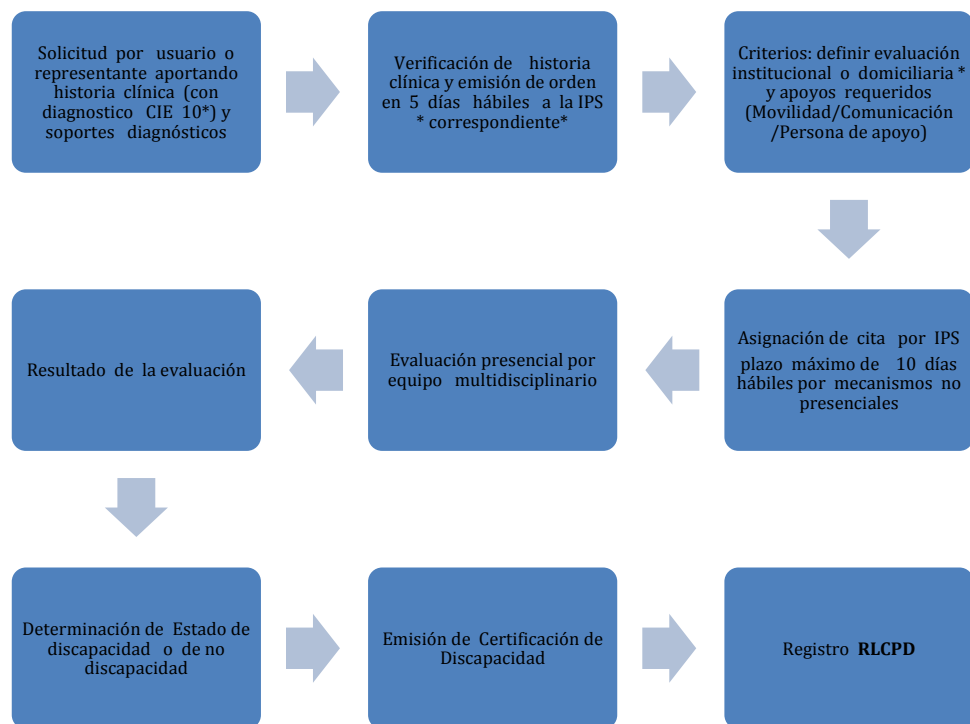 Solicitud por usuario o
representante aportando
historia clínica (con
diagnostico CIE 10*) y
soportes diagnósticos
Verificación de historia
clínica y emisión de orden
en 5 días hábiles a la IPS
* correspondiente*
Criterios: definir evaluación
institucional o domiciliaria *
y apoyos requeridos
(Movilidad/Comunicación
/Persona de apoyo)
Asignación de cita por IPS
plazo máximo de 10 días
hábiles por mecanismos no
presenciales
Evaluación presencial por
equipo multidisciplinario
Resultado de la evaluación
Determinación de Estado de
discapacidad o de no
discapacidad
Emisión de Certificación de
Discapacidad
Registro RLCPD